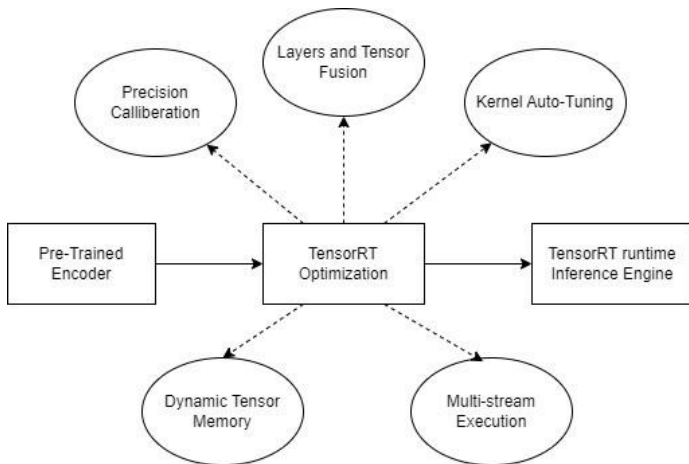 Layers and Tensor
Fusion
Precision
Calliberation
Kernel Auto-Tuning
Pre-Trained
Encoder
TensorRT
Optimization
TensorRT runtime
Inference Engine
Dynamic Tensor
Memory
Multi-stream
Execution